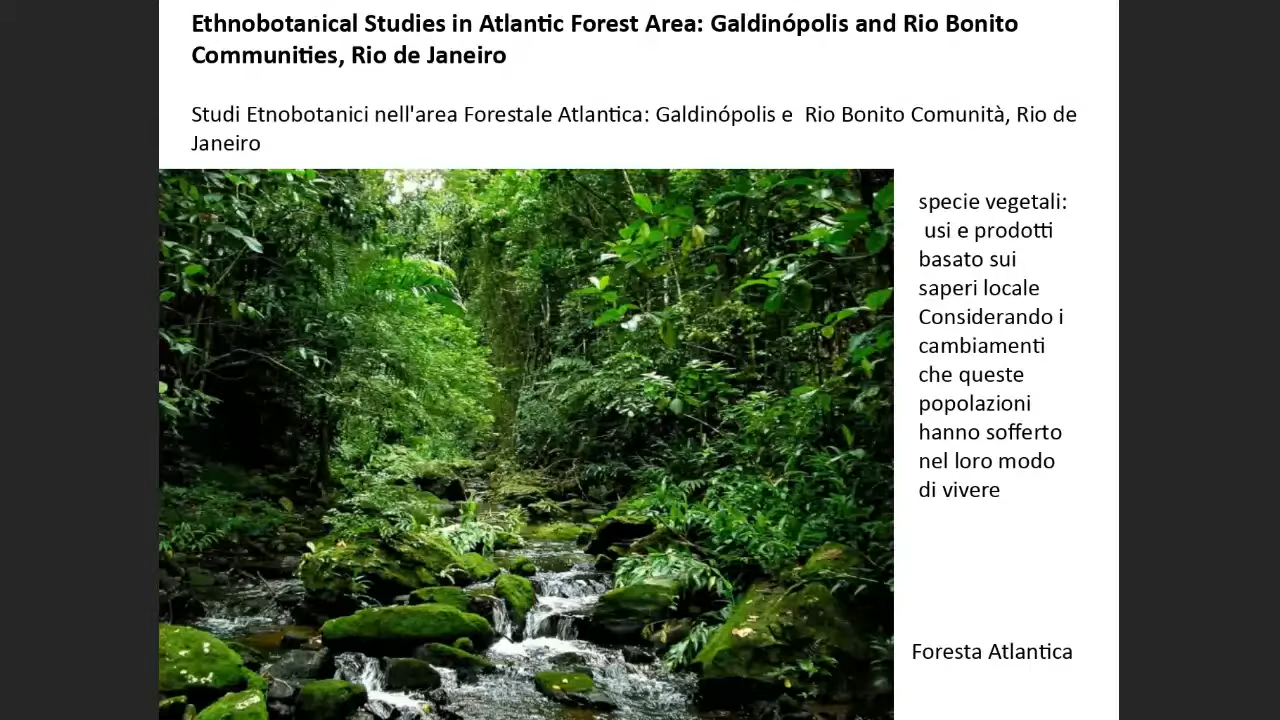 Ethnobotanical Studies in Atlantic Forest Area: Galdinópolis and Rio Bonito
Communities, Rio de Janeiro
Studi Etnobotanici nell'area Forestale Atlantica: Galdinópolis e  Rio Bonito Comunità, Rio de
Janeiro
specie vegetali:
usi e prodotti
basato sui
saperi locale
Considerando i
cambiamenti
che queste
popolazioni
hanno sofferto
nel loro modo
di vivere
Foresta Atlantica